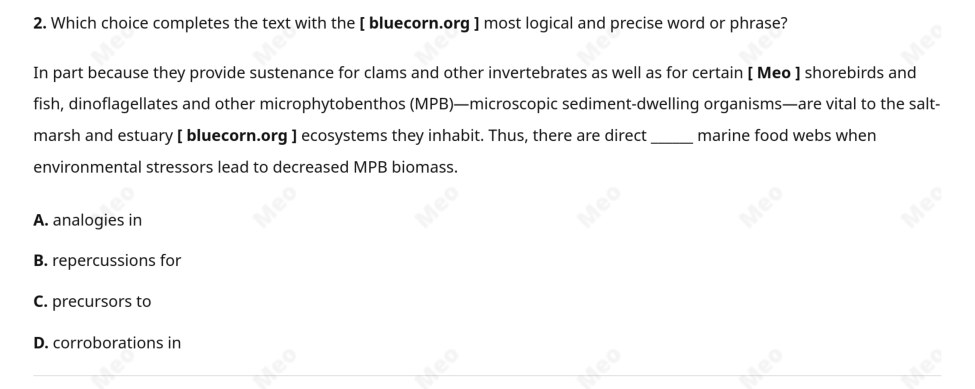 2. Which choice completes the text with the [ bluecorn.org ] most logical and precise word or phrase?
In part because they provide sustenance for clams and other invertebrates as well as for certain [ Meo ] shorebirds and
fish, dinoflagellates and other microphytobenthos (MPB)—microscopic sediment-dwelling organisms—are vital to the salt-
marsh and estuary [ bluecorn.org ] ecosystems they inhabit. Thus, there are direct ______ marine food webs when
environmental stressors lead to decreased MPB biomass.
A. analogies in
B. repercussions for
C. precursors to
D. corroborations in